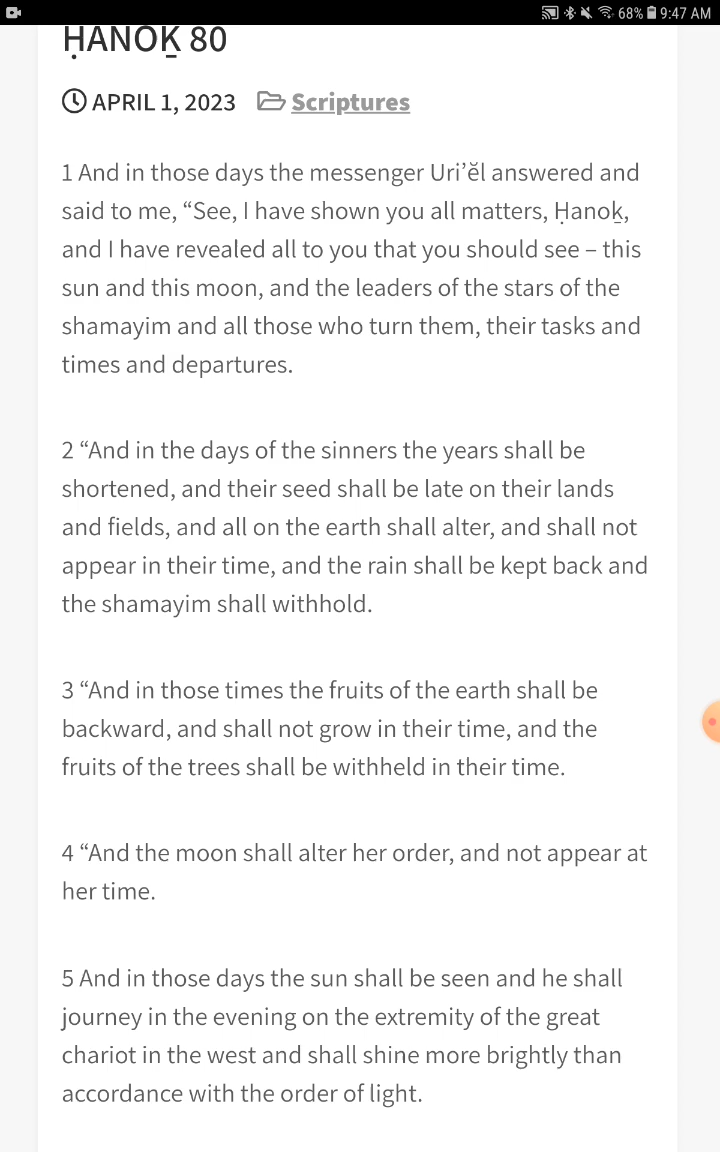 68% 9:47 AM
ḤANOḴ 80
APRIL 1, 2023 Scriptures
1 And in those days the messenger Uri’ĕl answered and
said to me, “See, I have shown you all matters, Ḥanoḵ,
and I have revealed all to you that you should see – this
sun and this moon, and the leaders of the stars of the
shamayim and all those who turn them, their tasks and
times and departures.
2 “And in the days of the sinners the years shall be
shortened, and their seed shall be late on their lands
and fields, and all on the earth shall alter, and shall not
appear in their time, and the rain shall be kept back and
the shamayim shall withhold.
3 “And in those times the fruits of the earth shall be
backward, and shall not grow in their time, and the
fruits of the trees shall be withheld in their time.
4 “And the moon shall alter her order, and not appear at
her time.
5 And in those days the sun shall be seen and he shall
journey in the evening on the extremity of the great
chariot in the west and shall shine more brightly than
accordance with the order of light.